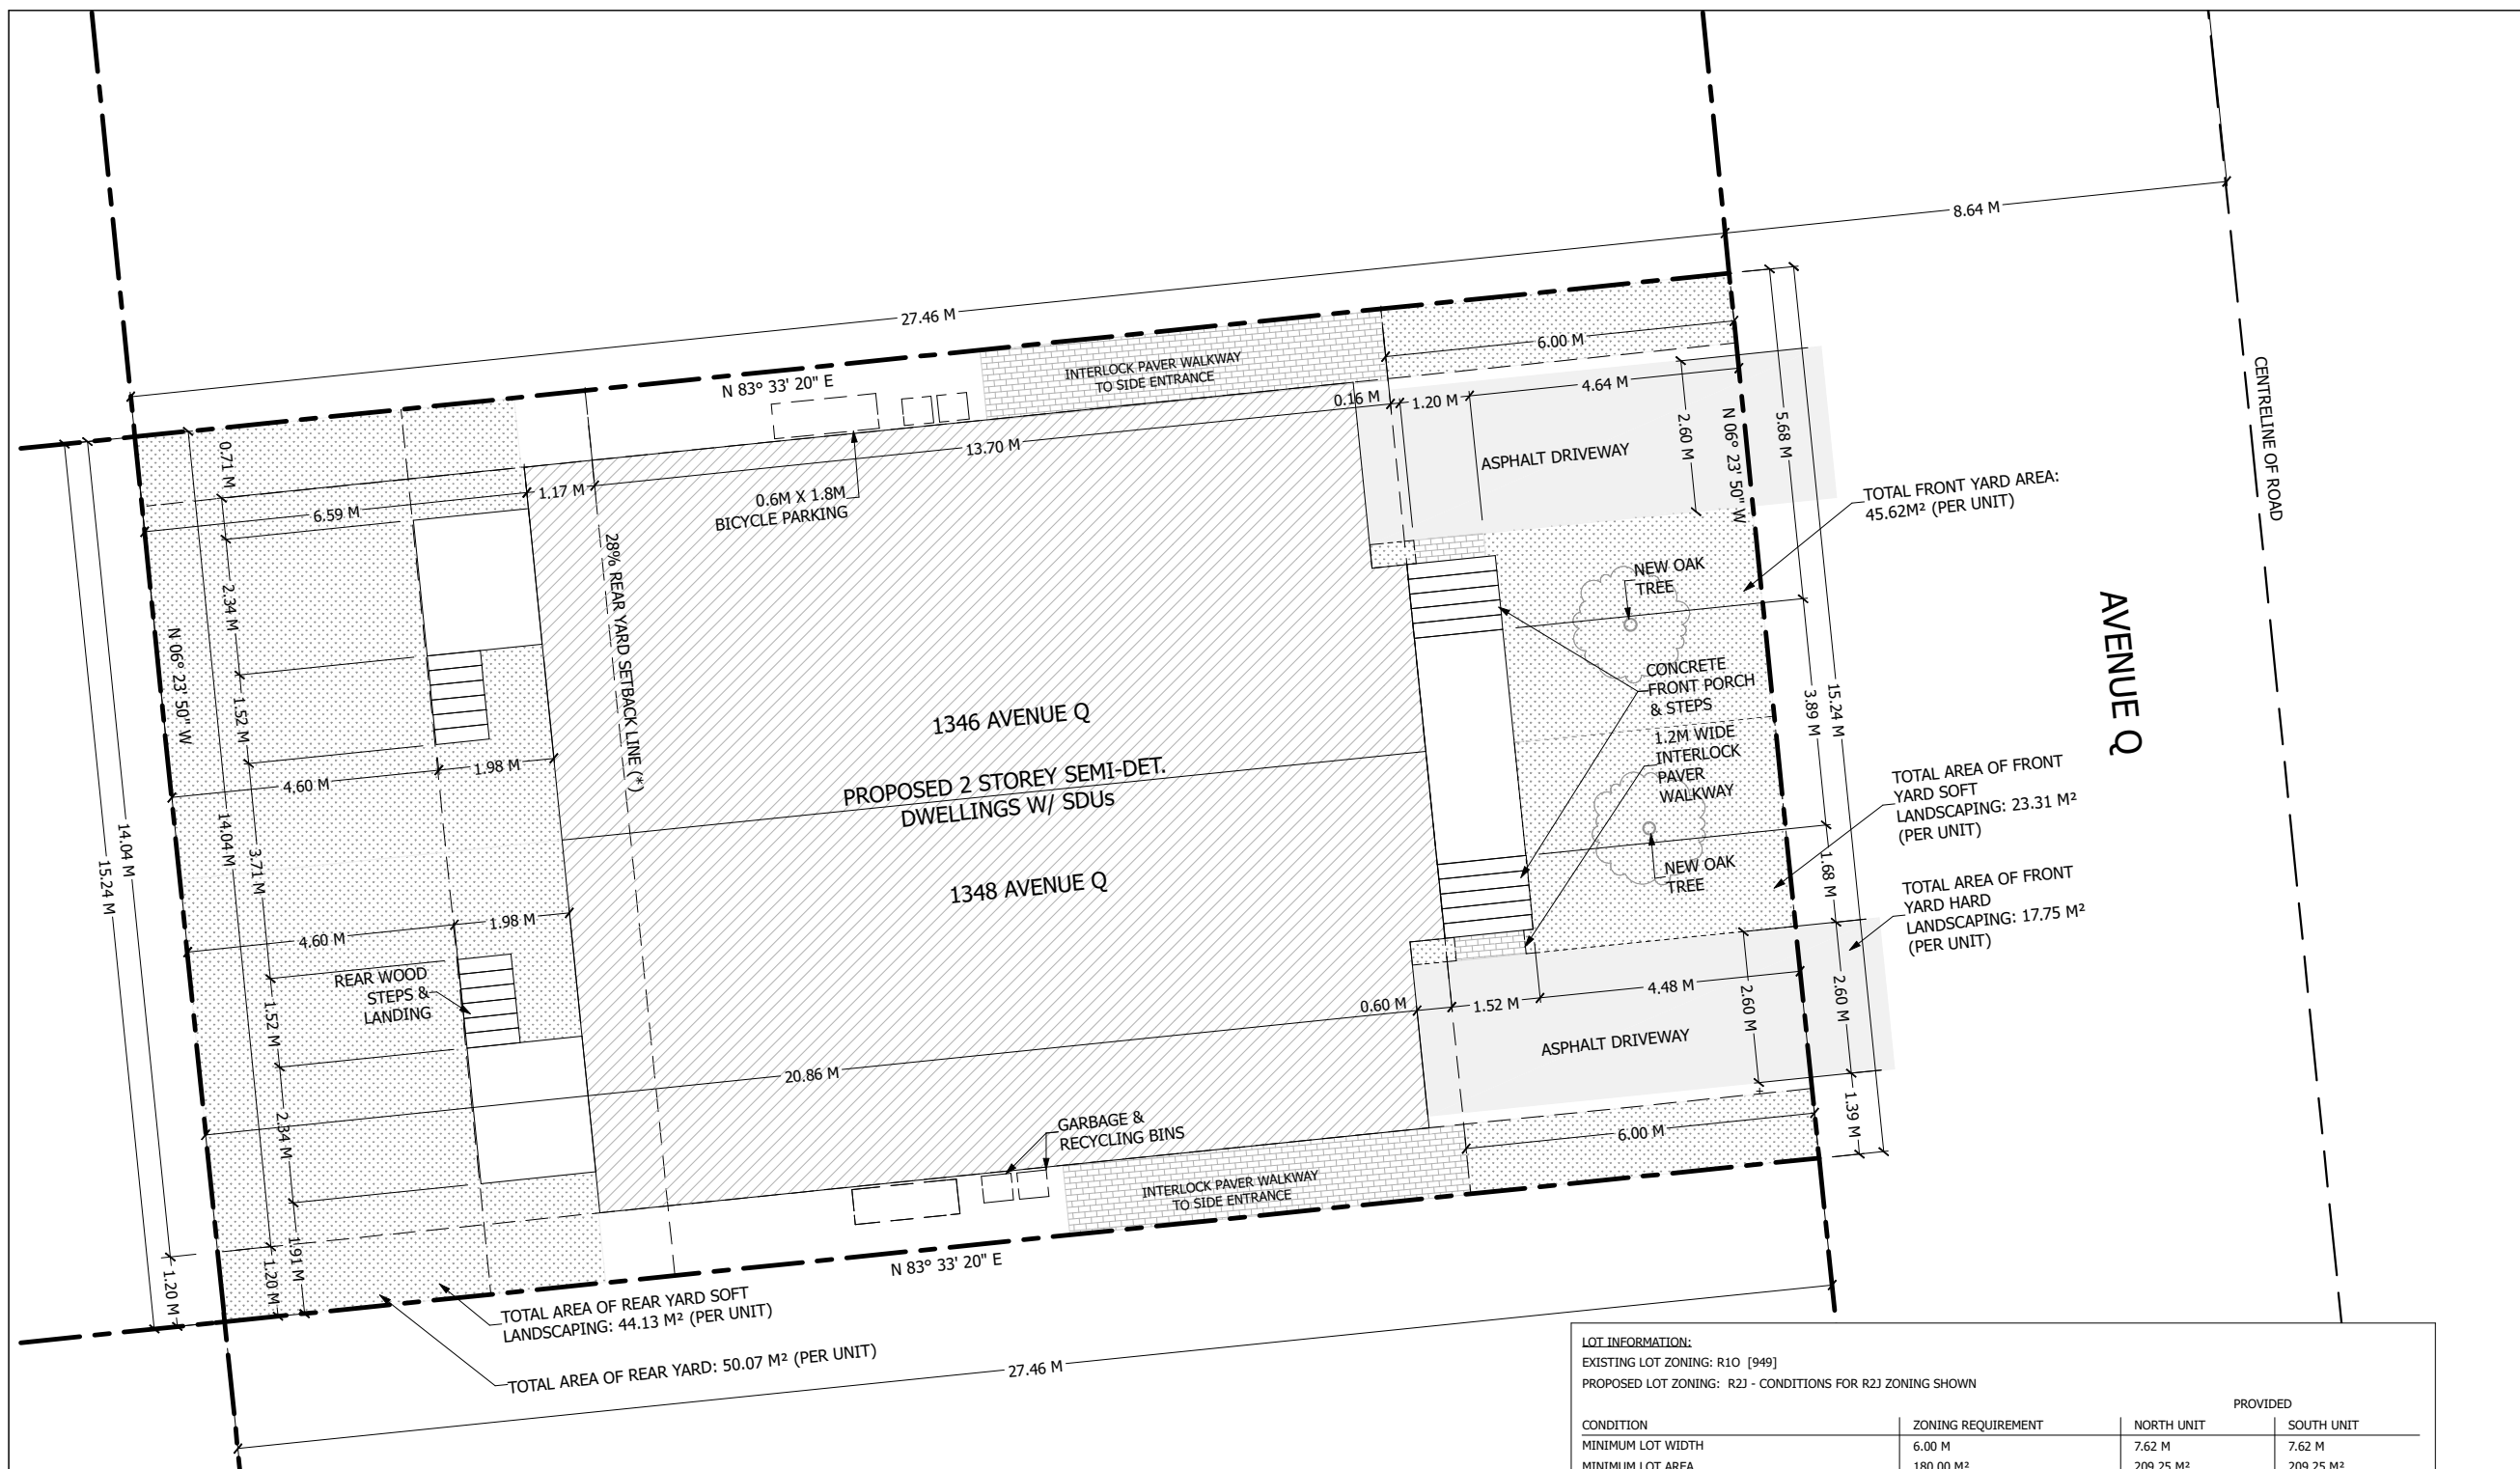 8.64 M
27.46 M
N 83° 33' 20" E
INTERLOCK PAVER WALKWAY
TO SIDE ENTRANCE
6.00 M
0.16 M
1.20 M
4.64 M
2.60 M
N 06° 23' 50" W
5.68 M
CENTRELINE OF ROAD
ASPHALT DRIVEWAY
13.70 M
0.71 M
6.59 M
1.17 M
0.6M X 1.8M
BICYCLE PARKING
TOTAL FRONT YARD AREA:
45.62M² (PER UNIT)
28% REAR YARD SETBACK LINE (*)
2.34 M
NEW OAK
TREE
AVENUE Q
N 06° 23' 50" W
CONCRETE
FRONT PORCH
& STEPS
3.89 M
15.24 M
1.52 M
1346 AVENUE Q
1.2M WIDE
INTERLOCK
PAVER
WALKWAY
4.60 M
1.98 M
PROPOSED 2 STOREY SEMI-DET.
DWELLINGS W/ SDUs
TOTAL AREA OF FRONT
YARD SOFT
LANDSCAPING: 23.31 M²
(PER UNIT)
14.04 M
15.24 M
14.04 M
3.71 M
1348 AVENUE Q
NEW OAK
TREE
1.68 M
TOTAL AREA OF FRONT
YARD HARD
LANDSCAPING: 17.75 M²
(PER UNIT)
4.60 M
1.98 M
REAR WOOD
STEPS &
LANDING
1.52 M
0.60 M
1.52 M
4.48 M
2.60 M
2.60 M
ASPHALT DRIVEWAY
20.86 M
2.34 M
GARBAGE &
RECYCLING BINS
6.00 M
1.39 M
INTERLOCK PAVER WALKWAY
TO SIDE ENTRANCE
1.91 M
1.20 M
1.20 M
N 83° 33' 20" E
TOTAL AREA OF REAR YARD SOFT
LANDSCAPING: 44.13 M² (PER UNIT)
TOTAL AREA OF REAR YARD: 50.07 M² (PER UNIT)
27.46 M
LOT INFORMATION:
EXISTING LOT ZONING: R1O [949]
PROPOSED LOT ZONING: R2J - CONDITIONS FOR R2J ZONING SHOWN
PROVIDED
CONDITION ZONING REQUIREMENT NORTH UNIT SOUTH UNIT
MINIMUM LOT WIDTH 6.00 M 7.62 M 7.62 M
MINIMUM LOT AREA 180.00 M² 209.25 M² 209.25 M²